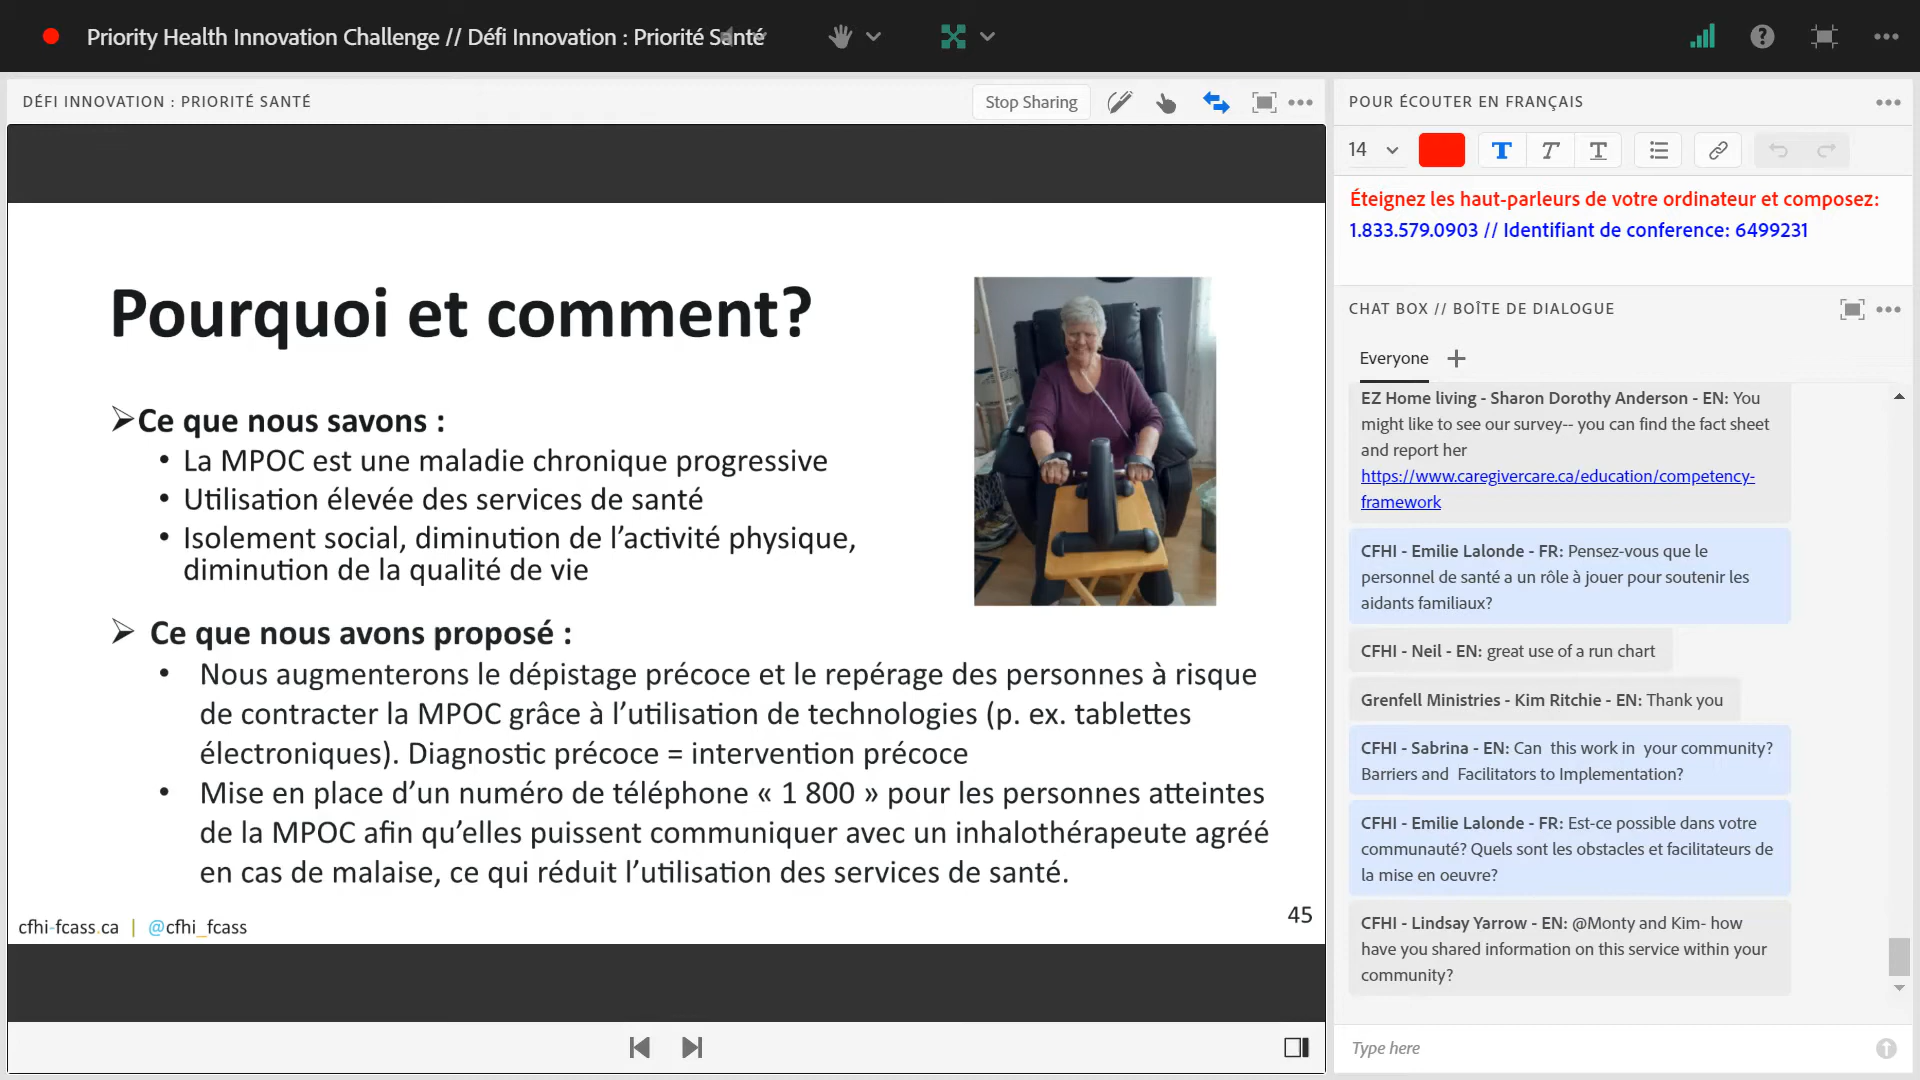 Priority Health Innovation Challenge // Défi Innovation : Priorité Santé
DÉFI INNOVATION : PRIORITÉ SANTÉ
Stop Sharing
Pourquoi et comment?
Ce que nous savons :
• La MPOC est une maladie chronique progressive
• Utilisation élevée des services de santé
• Isolement social, diminution de l'activité physique,
diminution de la qualité de vie
Ce que nous avons proposé :
• Nous augmenterons le dépistage précoce et le repérage des personnes à risque
de contracter la MPOC grâce à l'utilisation de technologies (p. ex. tablettes
électroniques). Diagnostic précoce = intervention précoce
• Mise en place d'un numéro de téléphone « 1 800 » pour les personnes atteintes
de la MPOC afin qu'elles puissent communiquer avec un inhalothérapeute agréé
en cas de malaise, ce qui réduit l'utilisation des services de santé.
cfhi-fcass.ca | @cfhi_fcass
45
POUR ÉCOUTER EN FRANÇAIS
14
Éteignez les haut-parleurs de votre ordinateur et composez:
1.833.579.0903 // Identifiant de conference: 6499231
CHAT BOX // BOÎTE DE DIALOGUE
Everyone
EZ Home living - Sharon Dorothy Anderson - EN: You
might like to see our survey-- you can find the fact sheet
and report her
https://www.caregivercare.ca/education/competency-
framework
CFHI - Emilie Lalonde - FR: Pensez-vous que le
personnel de santé a un rôle à jouer pour soutenir les
aidants familiaux?
CFHI - Neil - EN: great use of a run chart
Grenfell Ministries - Kim Ritchie - EN: Thank you
CFHI - Sabrina - EN: Can  this work in  your community?
Barriers and  Facilitators to Implementation?
CFHI - Emilie Lalonde - FR: Est-ce possible dans votre
communauté? Quels sont les obstacles et facilitateurs de
la mise en oeuvre?
CFHI - Lindsay Yarrow - EN: @Monty and Kim- how
have you shared information on this service within your
community?
Type here